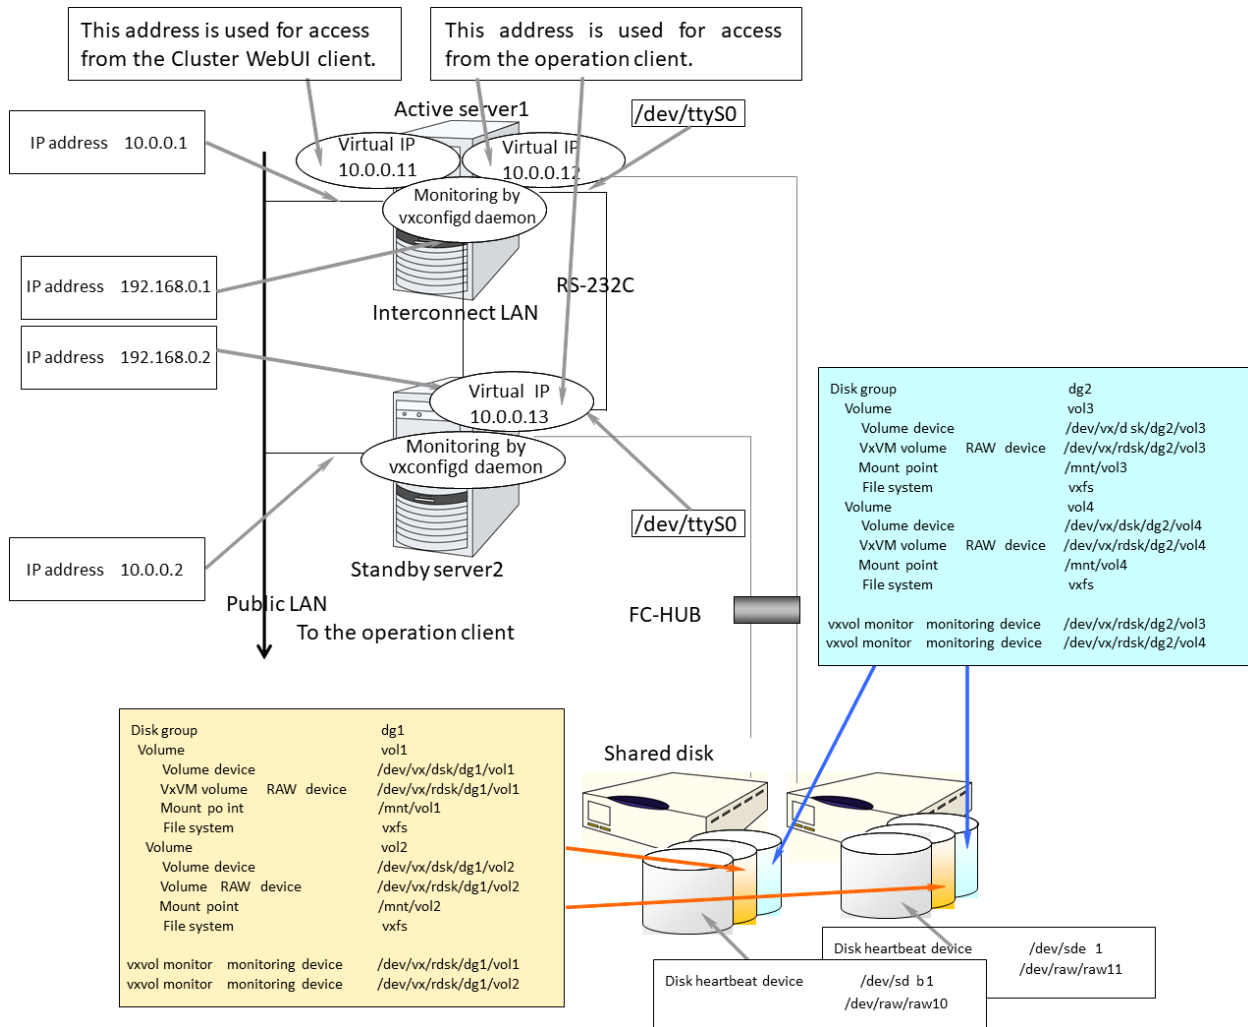 This address is used for access
from the Cluster WebUI client.
This address is used for access
from the operation client.
Active server1
/dev/ttyS0
IP address 10.0.0.1
Virtual IP
10.0.0.11
Virtual IP
10.0.0.12
Monitoring by
vxconfigd daemon
IP address 192.168.0.1
RS-232C
Interconnect LAN
IP address 192.168.0.2
Virtual IP
10.0.0.13
Monitoring by
vxconfigd daemon
/dev/ttyS0
IP address 10.0.0.2
Standby server2
Public LAN
To the operation client
FC-HUB
Disk group dg2
Volume vol3
Volume device /dev/vx/d sk/dg2/vol3
VxVM volume RAW device /dev/vx/rdsk/dg2/vol3
Mount point /mnt/vol3
File system vxfs
Volume vol4
Volume device /dev/vx/dsk/dg2/vol4
VxVM volume RAW device /dev/vx/rdsk/dg2/vol4
Mount point /mnt/vol4
File system vxfs
vxvol monitor monitoring device /dev/vx/rdsk/dg2/vol3
vxvol monitor monitoring device /dev/vx/rdsk/dg2/vol4
Disk group dg1
Volume vol1
Volume device /dev/vx/dsk/dg1/vol1
VxVM volume RAW device /dev/vx/rdsk/dg1/vol1
Mount po int /mnt/vol1
File system vxfs
Volume vol2
Volume device /dev/vx/dsk/dg1/vol2
Volume RAW device /dev/vx/rdsk/dg1/vol2
Mount point /mnt/vol2
File system vxfs
vxvol monitor monitoring device /dev/vx/rdsk/dg1/vol1
vxvol monitor monitoring device /dev/vx/rdsk/dg1/vol2
Shared disk
Disk heartbeat device /dev/sde 1
/dev/raw/raw11
Disk heartbeat device /dev/sd b1
/dev/raw/raw10